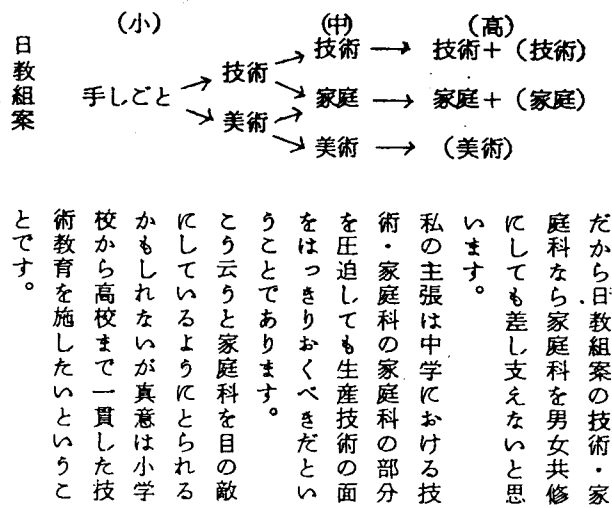 日教組案
(小) (中) (高)
手しごと → 技術 → 技術 → 技術+(技術)
→ 家庭 → 家庭+(家庭)
→ 美術 → 美術 → (美術)
だから日教組案の技術・家
庭科なら家庭科を男女共修
にしても差し支えないと思
います。
私の主張は中学における技
術・家庭科の家庭科の部分
を圧迫しても生産技術の面
をはっきりおくべきだとい
うことであります。
こう云うと家庭科を目の敵
にしているようにとられる
かもしれないが真意は小学
校から高校まで一貫した技
術教育を施したいというこ
とです。